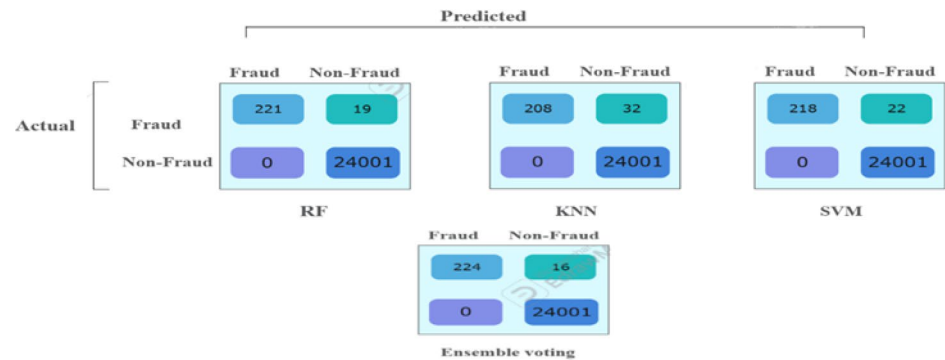 Predicted
Fraud Non-Fraud Fraud Non-Fraud Fraud Non-Fraud
221 19 208 32 218 22
Actual
Fraud
Non-Fraud
0 24001 0 24001 0 24001
RF KNN SVM
Fraud Non-Fraud
224 16
0 24001
Ensemble voting